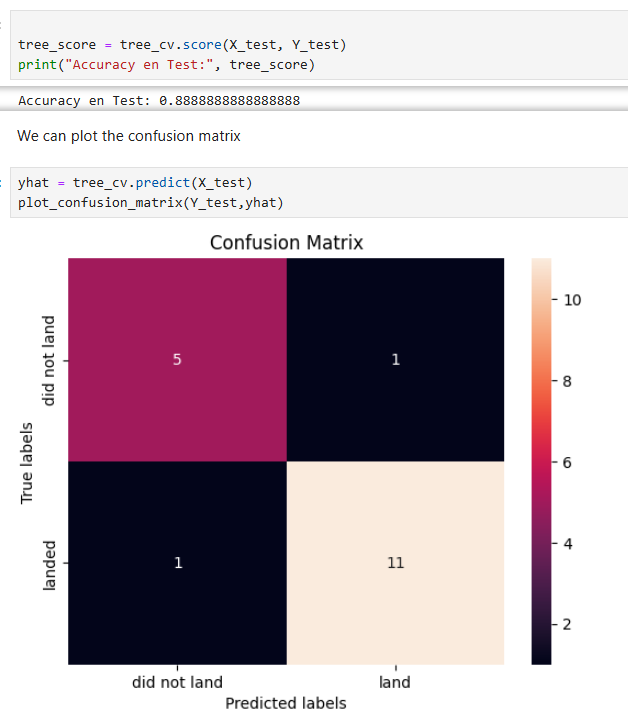 :
tree_score = tree_cv.score(X_test, Y_test)
print("Accuracy en Test:", tree_score)
Accuracy en Test: 0.8888888888888888
We can plot the confusion matrix
:
yhat = tree_cv.predict(X_test)
plot_confusion_matrix(Y_test,yhat)
Confusion Matrix
True labels
did not land
landed
5
1
1
11
did not land
land
Predicted labels
10
8
6
4
2